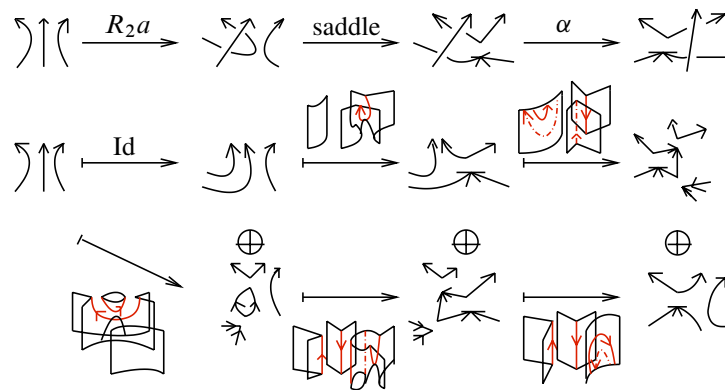 R₂a saddle α
Id
⊕ ⊕ ⊕